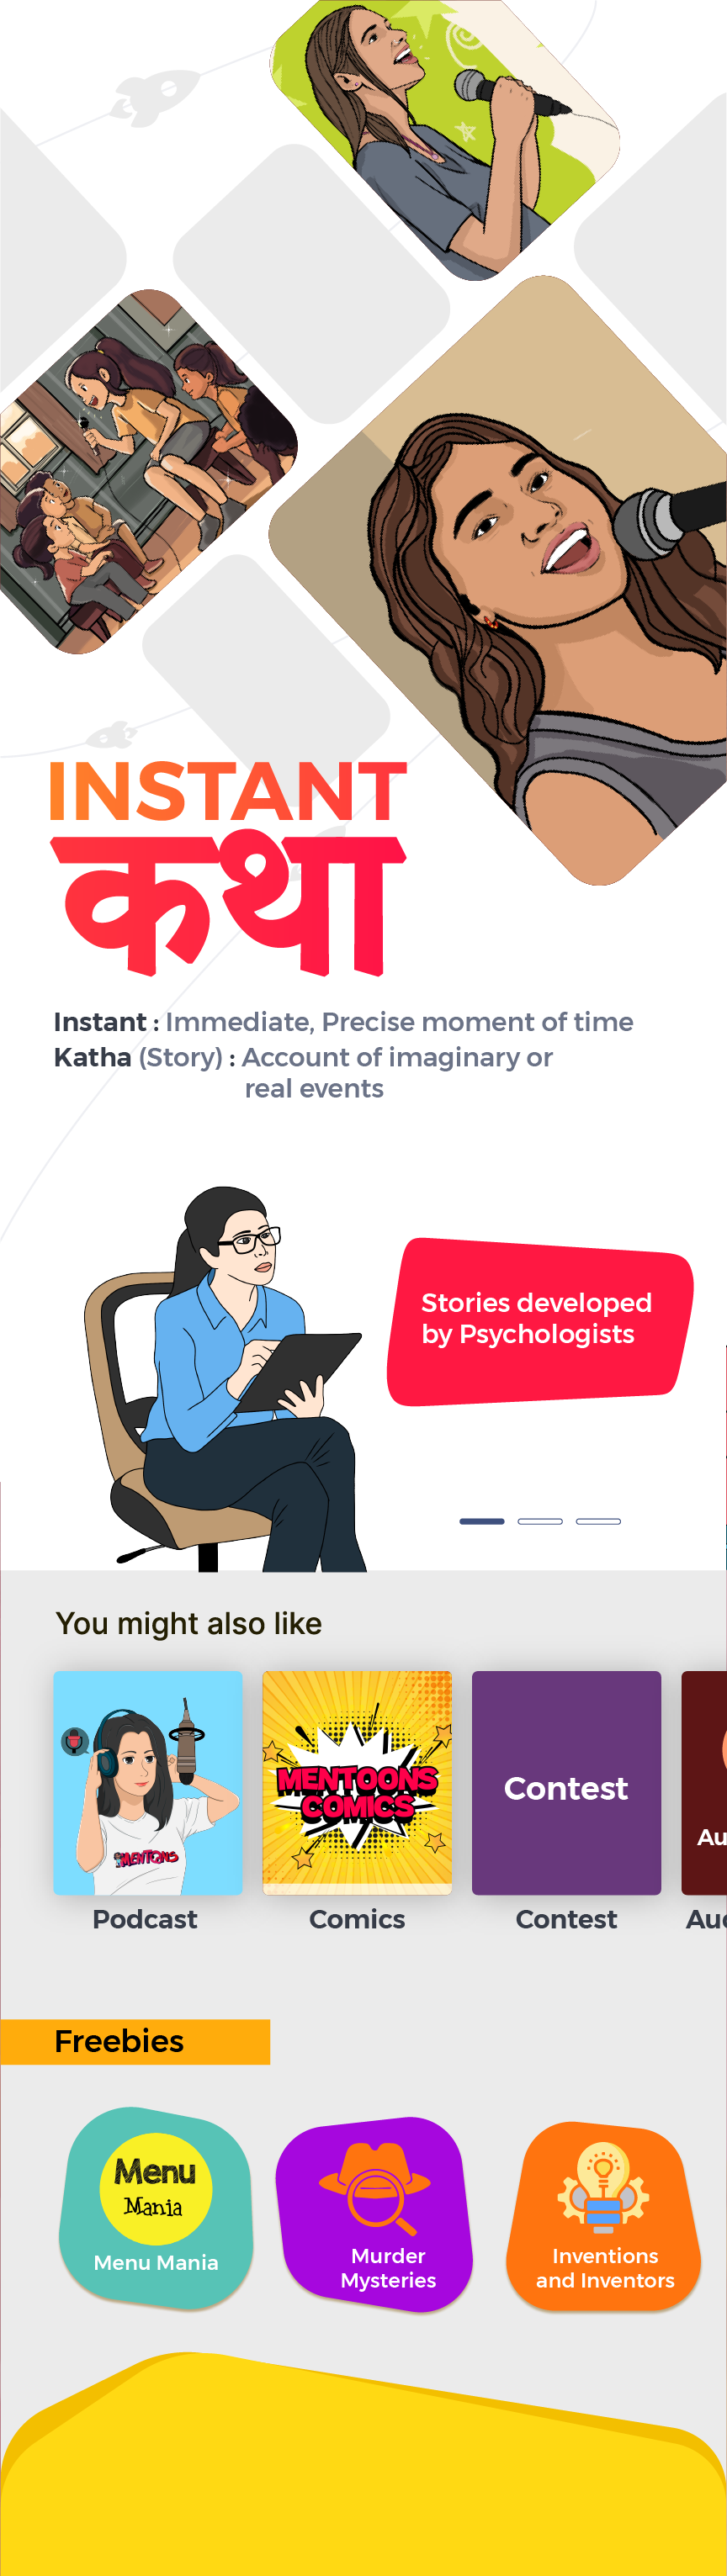 INSTANT
कथा
Instant : Immediate, Precise moment of time
Katha (Story) : Account of imaginary or
real events
Stories developed
by Psychologists
You might also like
MENTOONS
MENTOONS
COMICS
Contest
Au
Podcast
Comics
Contest
Auc
Freebies
Menu
Mania
Menu Mania
Murder
Mysteries
Inventions
and Inventors